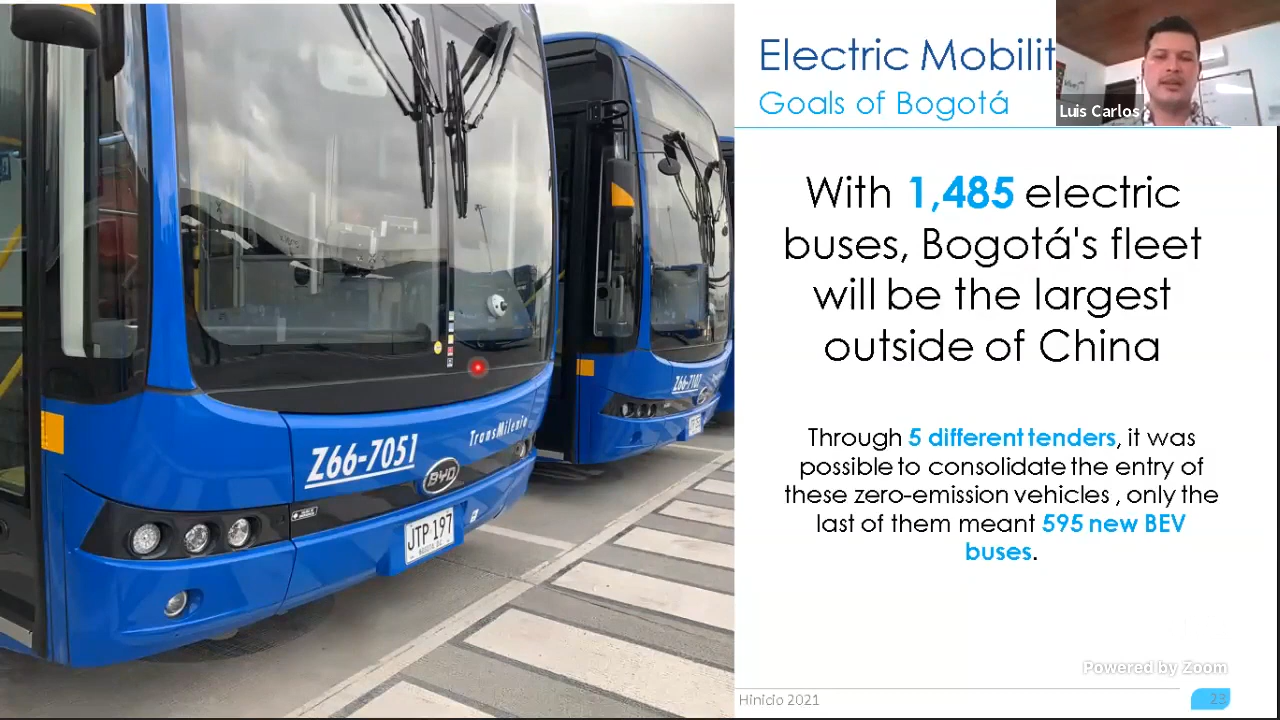 Electric Mobilit
Goals of Bogotá
Luis Carlos
With 1,485 electric
buses, Bogotá's fleet
will be the largest
outside of China
Through 5 different tenders, it was
possible to consolidate the entry of
these zero-emission vehicles , only the
last of them meant 595 new BEV
buses.
Z66-7051
TransMilenio
BYD
JTP 197
Z66-7107
Powered by Zoom
Hinicio 2021
23